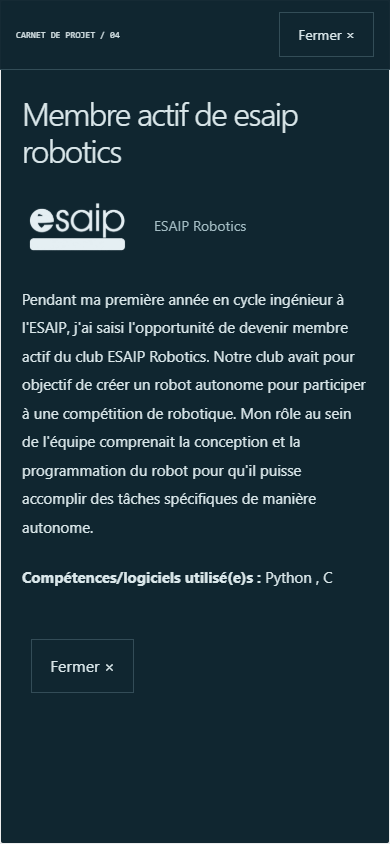 CARNET DE PROJET / 04
Fermer ×
Membre actif de esaip
robotics
esaip
ESAIP Robotics
Pendant ma première année en cycle ingénieur à
l'ESAIP, j'ai saisi l'opportunité de devenir membre
actif du club ESAIP Robotics. Notre club avait pour
objectif de créer un robot autonome pour participer
à une compétition de robotique. Mon rôle au sein
de l'équipe comprenait la conception et la
programmation du robot pour qu'il puisse
accomplir des tâches spécifiques de manière
autonome.
Compétences/logiciels utilisé(e)s : Python , C
Fermer ×